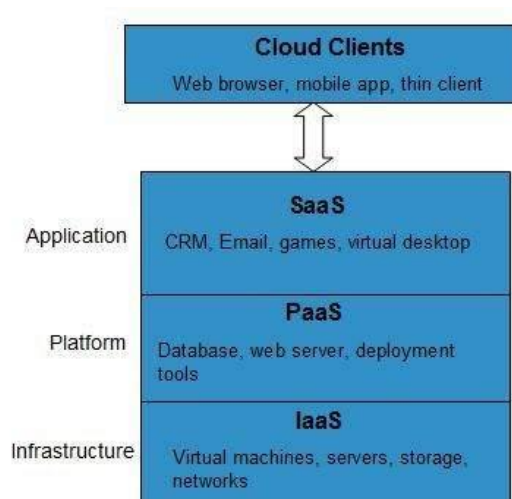 Cloud Clients
Web browser, mobile app, thin client
SaaS
Application
CRM, Email, games, virtual desktop
PaaS
Platform
Database, web server, deployment
tools
IaaS
Infrastructure
Virtual machines, servers, storage,
networks